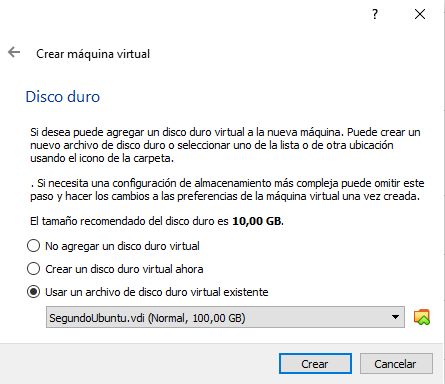 ?
Crear máquina virtual
Disco duro
Si desea puede agregar un disco duro virtual a la nueva máquina. Puede crear un
nuevo archivo de disco duro o seleccionar uno de la lista o de otra ubicación
usando el icono de la carpeta.
. Si necesita una configuración de almacenamiento más compleja puede omitir este
paso y hacer los cambios a las preferencias de la máquina virtual una vez creada.
El tamaño recomendado del disco duro es 10,00 GB.
No agregar un disco duro virtual
Crear un disco duro virtual ahora
Usar un archivo de disco duro virtual existente
SegundoUbuntu.vdi (Normal, 100,00 GB)
Crear
Cancelar